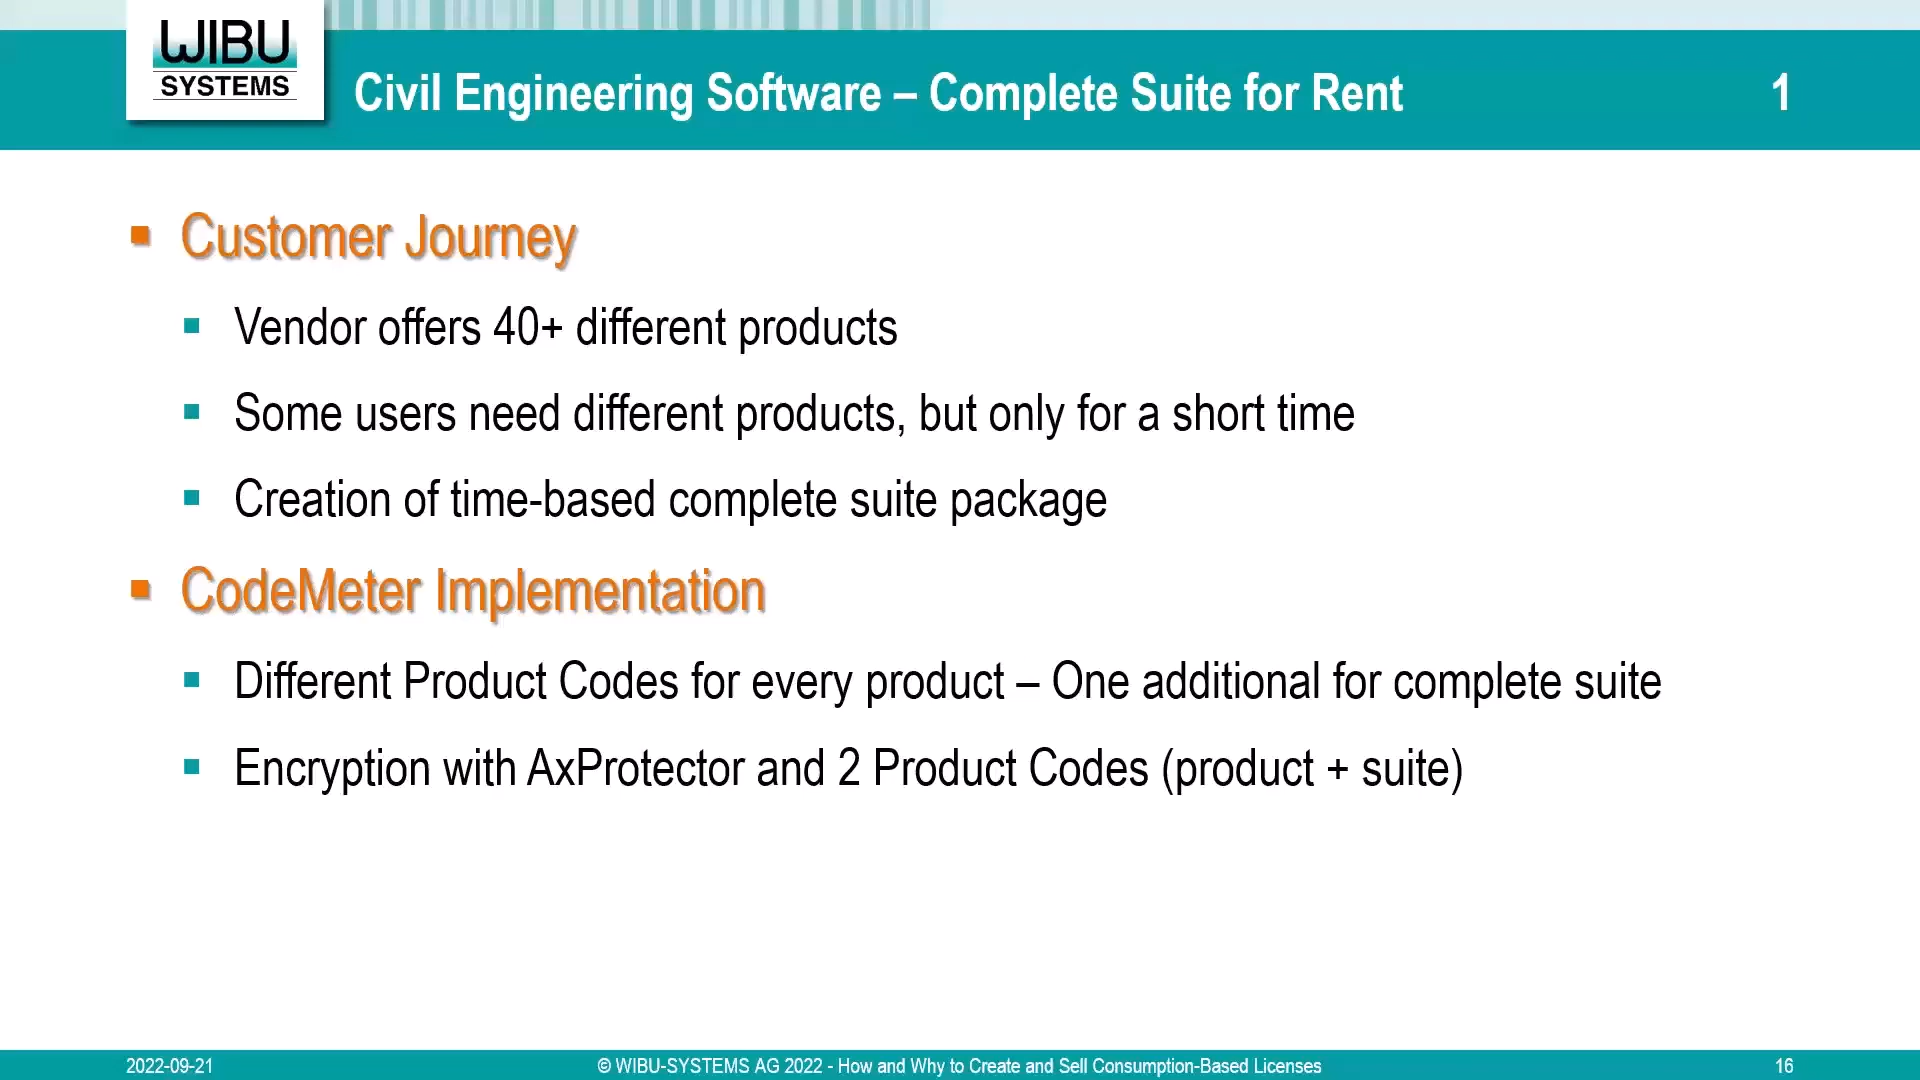 WIBU
SYSTEMS
Civil Engineering Software – Complete Suite for Rent
1
Customer Journey
Vendor offers 40+ different products
Some users need different products, but only for a short time
Creation of time-based complete suite package
CodeMeter Implementation
Different Product Codes for every product – One additional for complete suite
Encryption with AxProtector and 2 Product Codes (product + suite)
2022-09-21
© WIBU-SYSTEMS AG 2022 - How and Why to Create and Sell Consumption-Based Licenses
16